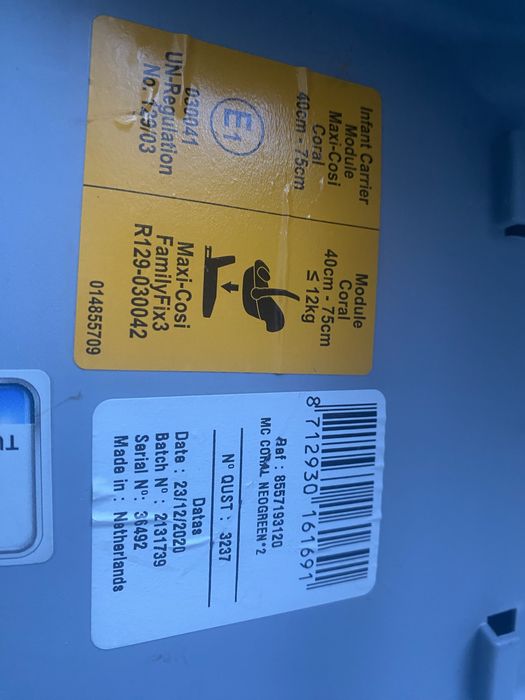 Infant Carrier
Module
Maxi-Cosi
Coral
40cm - 75cm
E1
030041
UN-Regulation
No. 129/03
Module
Coral
40cm - 75cm
≤ 12kg
Maxi-Cosi
FamilyFix3
R129-030042
014855709
8 712930 161691
Ref : 8557193120
MC CORAL NEOGREEN*2
N° QUST : 3237
Datas
Date : 23/12/2020
Batch N° : 2131739
Serial N°: 36492
Made in : Netherlands